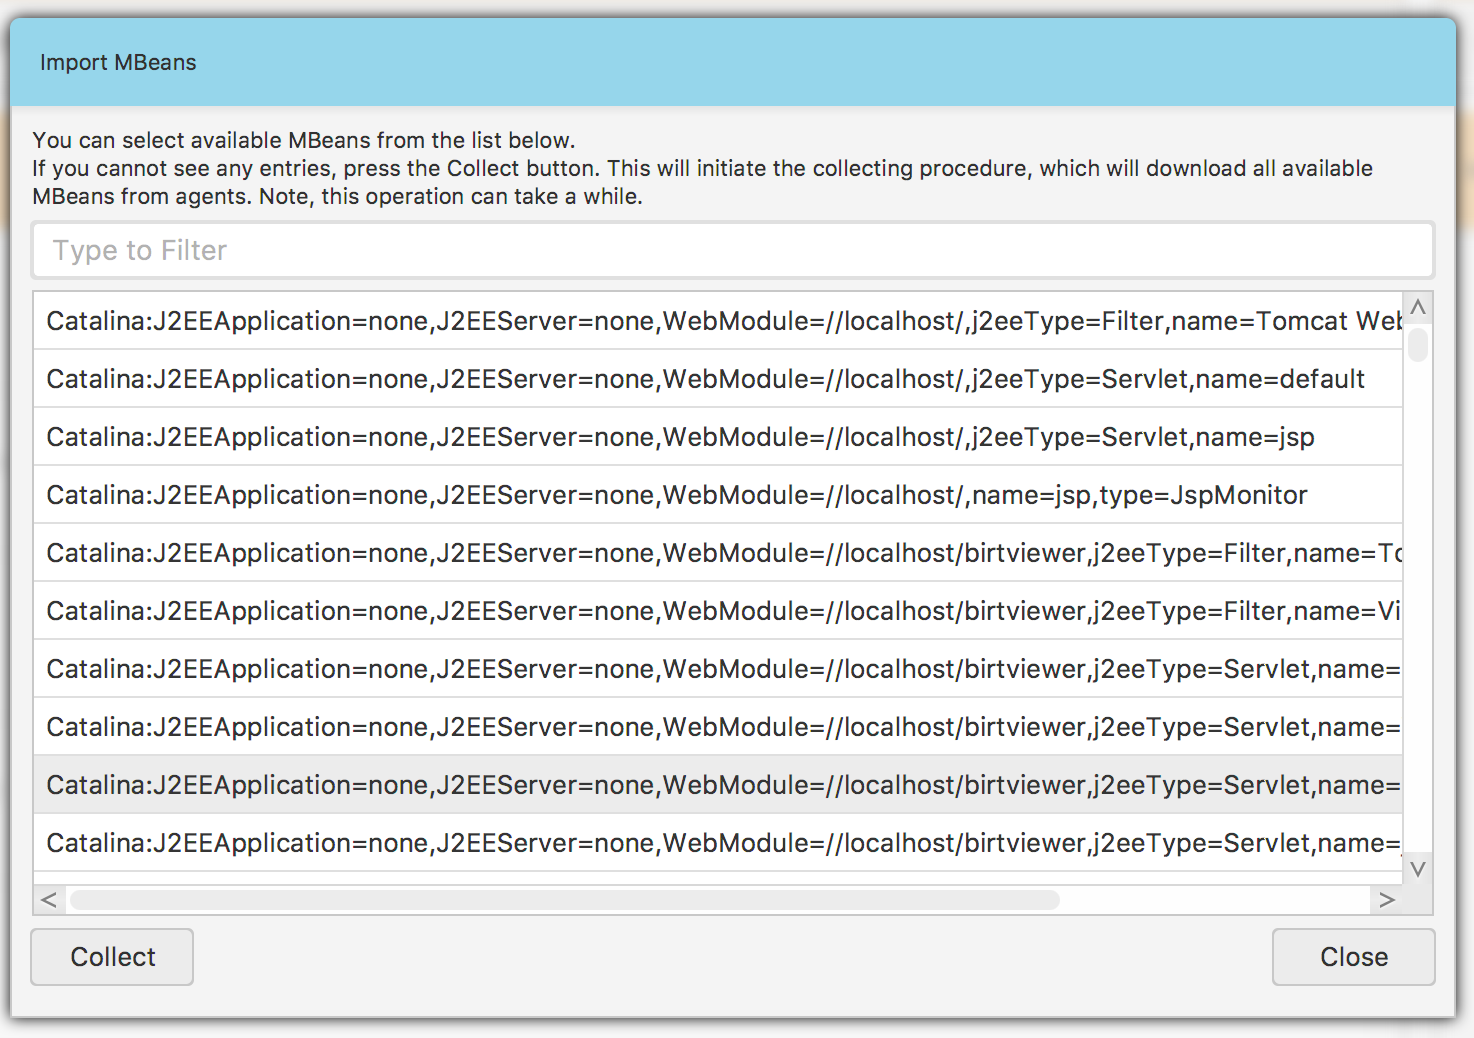 Import MBeans
You can select available MBeans from the list below.
If you cannot see any entries, press the Collect button. This will initiate the collecting procedure, which will download all available
MBeans from agents. Note, this operation can take a while.
Type to Filter
Catalina:J2EEApplication=none,J2EEServer=none,WebModule=//localhost/,j2eeType=Filter,name=Tomcat Web
Catalina:J2EEApplication=none,J2EEServer=none,WebModule=//localhost/,j2eeType=Servlet,name=default
Catalina:J2EEApplication=none,J2EEServer=none,WebModule=//localhost/,j2eeType=Servlet,name=jsp
Catalina:J2EEApplication=none,J2EEServer=none,WebModule=//localhost/,name=jsp,type=JspMonitor
Catalina:J2EEApplication=none,J2EEServer=none,WebModule=//localhost/birtviewer,j2eeType=Filter,name=To
Catalina:J2EEApplication=none,J2EEServer=none,WebModule=//localhost/birtviewer,j2eeType=Filter,name=Vi
Catalina:J2EEApplication=none,J2EEServer=none,WebModule=//localhost/birtviewer,j2eeType=Servlet,name=
Catalina:J2EEApplication=none,J2EEServer=none,WebModule=//localhost/birtviewer,j2eeType=Servlet,name=
Catalina:J2EEApplication=none,J2EEServer=none,WebModule=//localhost/birtviewer,j2eeType=Servlet,name=
Catalina:J2EEApplication=none,J2EEServer=none,WebModule=//localhost/birtviewer,j2eeType=Servlet,name=
Collect
Close